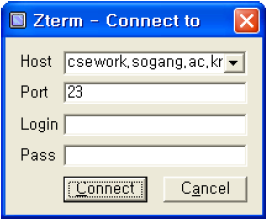 Zterm - Connect to
Host csework.sogang.ac.kr
Port 23
Login
Pass
Connect Cancel